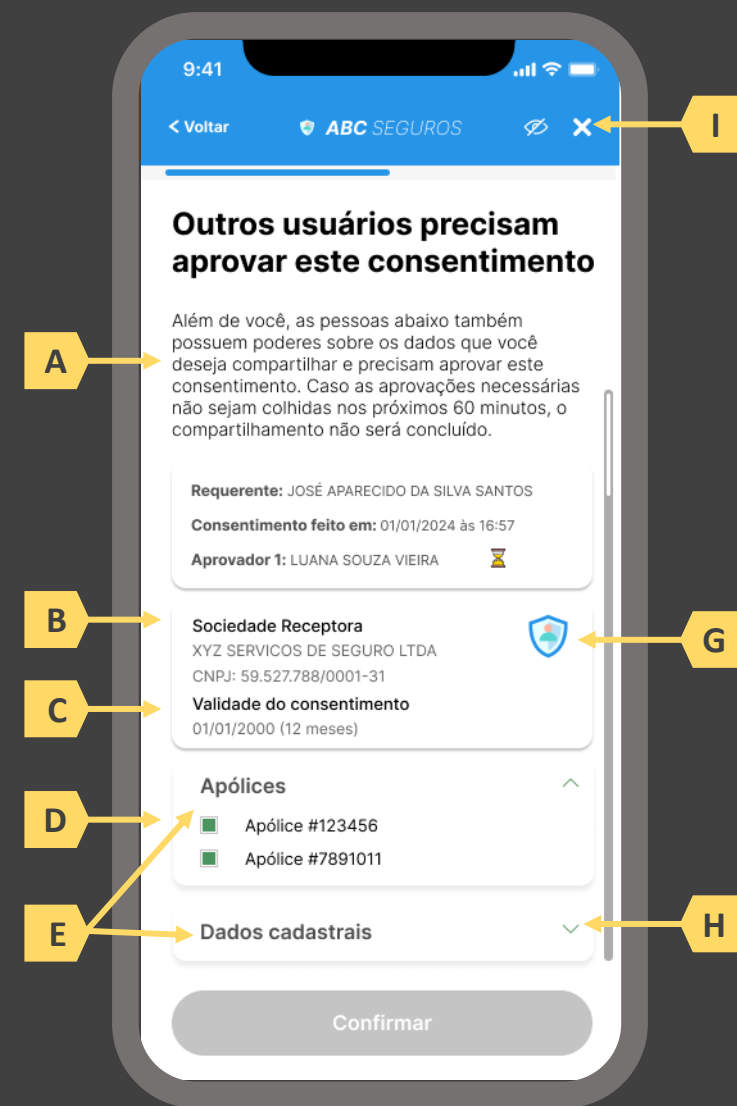 9:41
Voltar
ABC SEGUROS
I
Outros usuários precisam
aprovar este consentimento
A
Além de você, as pessoas abaixo também
possuem poderes sobre os dados que você
deseja compartilhar e precisam aprovar este
consentimento. Caso as aprovações necessárias
não sejam colhidas nos próximos 60 minutos, o
compartilhamento não será concluído.
Requerente: JOSÉ APARECIDO DA SILVA SANTOS
Consentimento feito em: 01/01/2024 às 16:57
Aprovador 1: LUANA SOUZA VIEIRA
B
Sociedade Receptora
XYZ SERVICOS DE SEGURO LTDA
CNPJ: 59.527.788/0001-31
G
C
Validade do consentimento
01/01/2000 (12 meses)
Apólices
D
Apólice #123456
Apólice #7891011
E
Dados cadastrais
H
Confirmar